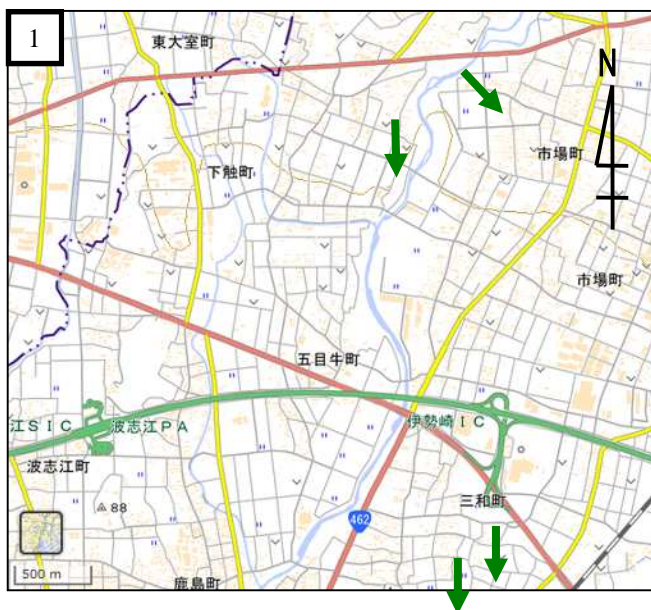 1
東大室町
N
下触町
市場町
市場町
五目牛町
江SIC
波志江PA
伊勢崎IC
波志江町
88
三和町
462
500 m
鹿島町